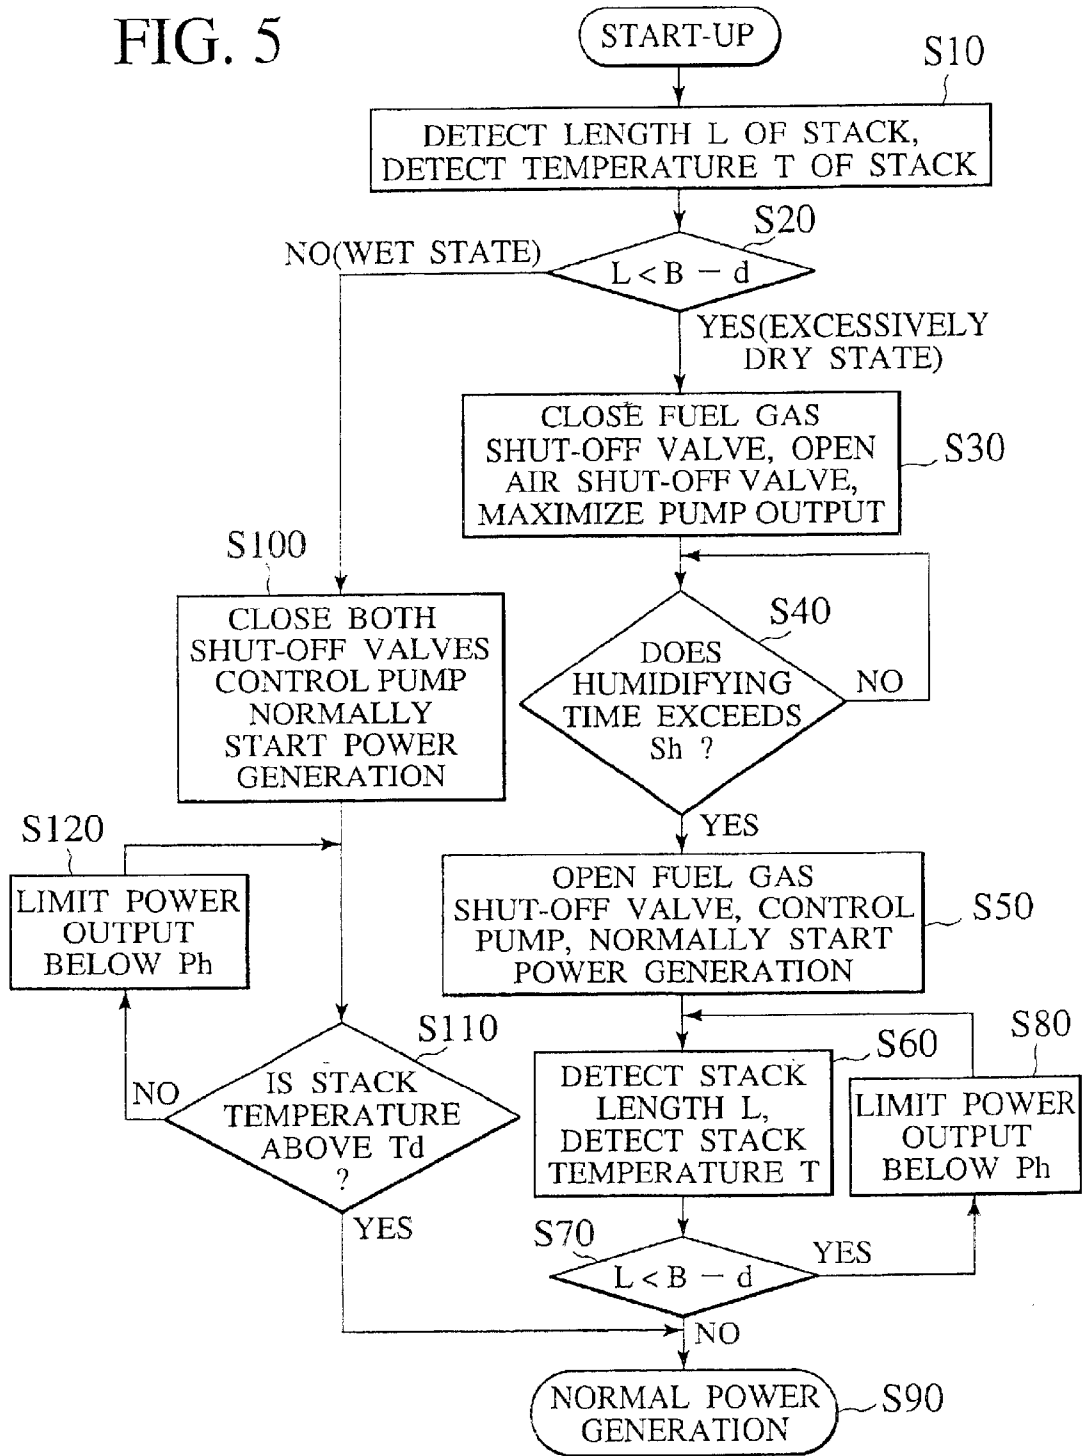 FIG. 5
START-UP
S10
DETECT LENGTH L OF STACK,
DETECT TEMPERATURE T OF STACK
S20
L < B － d
NO(WET STATE)
YES(EXCESSIVELY
DRY STATE)
CLOSE FUEL GAS
SHUT-OFF VALVE, OPEN
AIR SHUT-OFF VALVE,
MAXIMIZE PUMP OUTPUT
S30
S100
CLOSE BOTH
SHUT-OFF VALVES
CONTROL PUMP
NORMALLY
START POWER
GENERATION
S40
DOES
HUMIDIFYING
TIME EXCEEDS
Sh ?
NO
YES
S120
LIMIT POWER
OUTPUT
BELOW Ph
OPEN FUEL GAS
SHUT-OFF VALVE, CONTROL
PUMP, NORMALLY START
POWER GENERATION
S50
S110
IS STACK
TEMPERATURE
ABOVE Td
?
NO
YES
S60
DETECT STACK
LENGTH L,
DETECT STACK
TEMPERATURE T
S80
LIMIT POWER
OUTPUT
BELOW Ph
S70
L < B － d
YES
NO
NORMAL POWER
GENERATION
S90